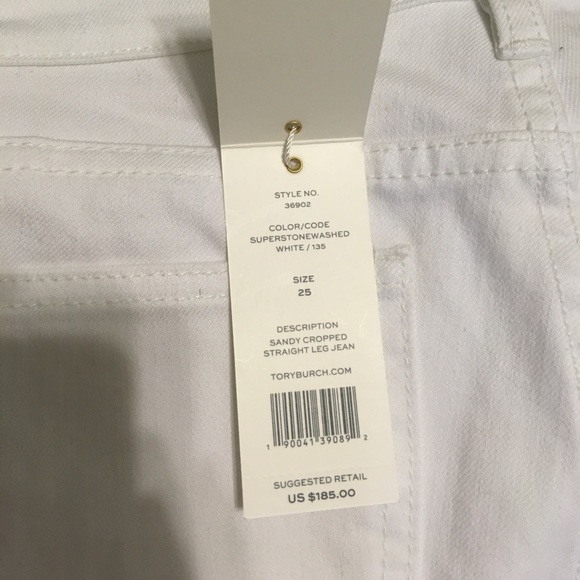 STYLE NO.
36902
COLOR/CODE
SUPERSTONEWASHED
WHITE / 135
SIZE
25
DESCRIPTION
SANDY CROPPED
STRAIGHT LEG JEAN
TORYBURCH.COM
1 90041 39089 2
SUGGESTED RETAIL
US $185.00